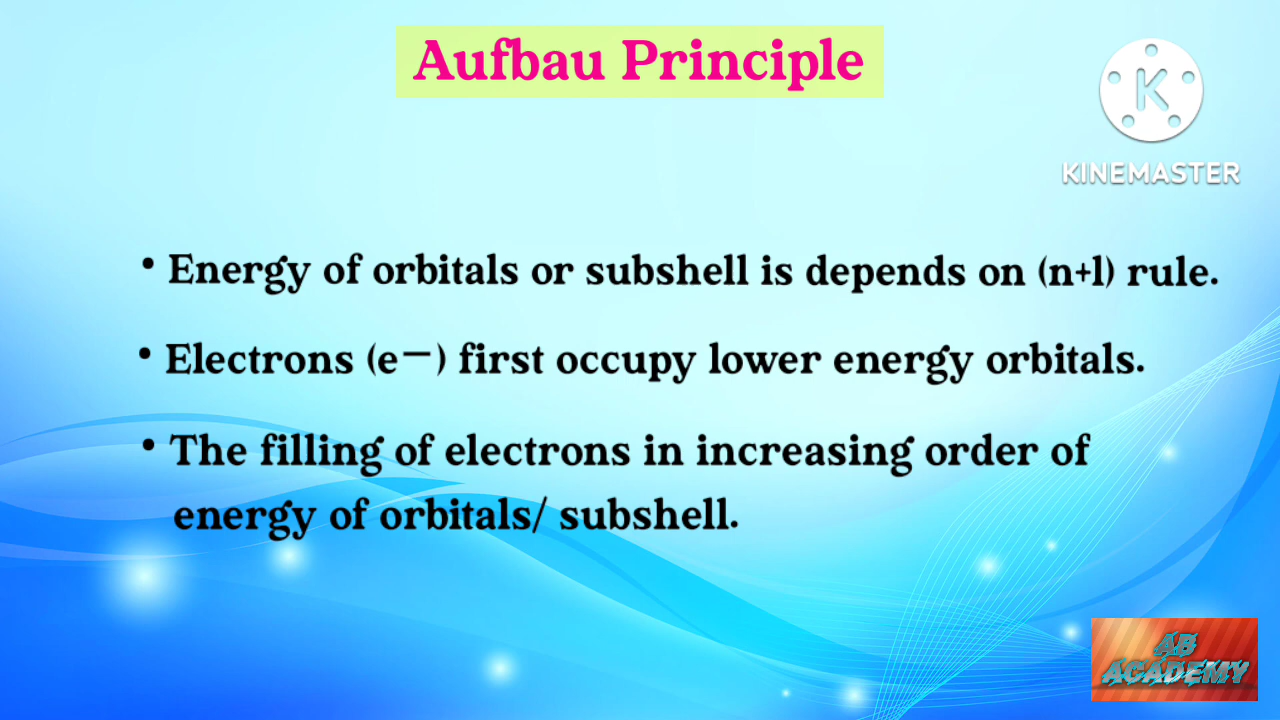 Aufbau Principle
K
KINEMASTER
• Energy of orbitals or subshell is depends on (n+l) rule.
• Electrons (e—) first occupy lower energy orbitals.
• The filling of electrons in increasing order of
energy of orbitals/ subshell.
AB
ACADEMY